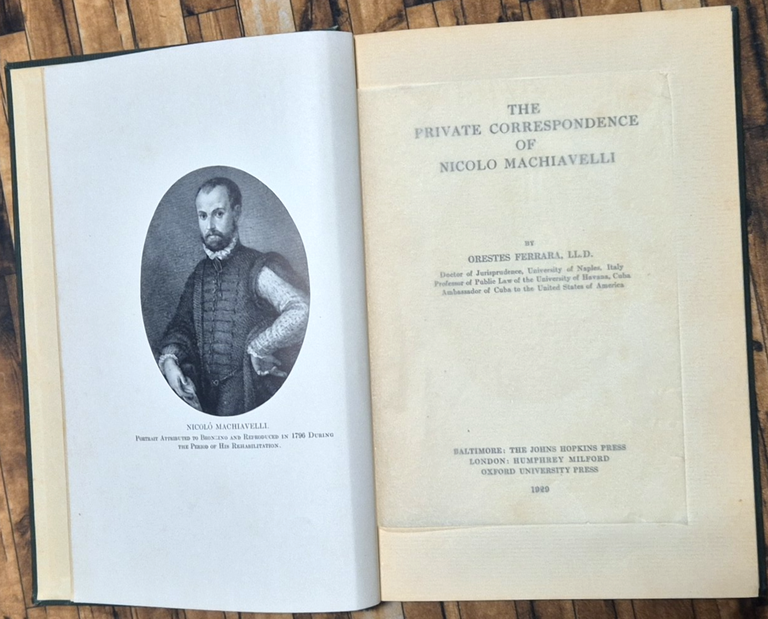 NICOLÓ MACHIAVELLI.
PORTRAIT ATTRIBUTED TO BRONZINO AND REPRODUCED IN 1796 DURING
THE PERIOD OF HIS REHABILITATION.
THE
PRIVATE CORRESPONDENCE
OF
NICOLO MACHIAVELLI
BY
ORESTES FERRARA, LL.D.
Doctor of Jurisprudence, University of Naples, Italy
Professor of Public Law of the University of Havana, Cuba
Ambassador of Cuba to the United States of America
BALTIMORE: THE JOHNS HOPKINS PRESS
LONDON: HUMPHREY MILFORD
OXFORD UNIVERSITY PRESS
1929